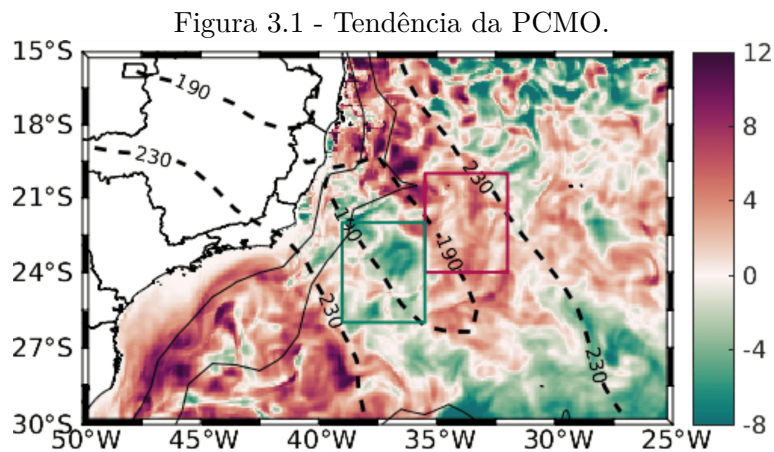 Figura 3.1 - Tendência da PCMO.
15°S
18°S
21°S
24°S
27°S
30°S
50°W 45°W 40°W 35°W 30°W 25°W
190
230
230
190
190
230
230
12
8
4
0
-4
-8